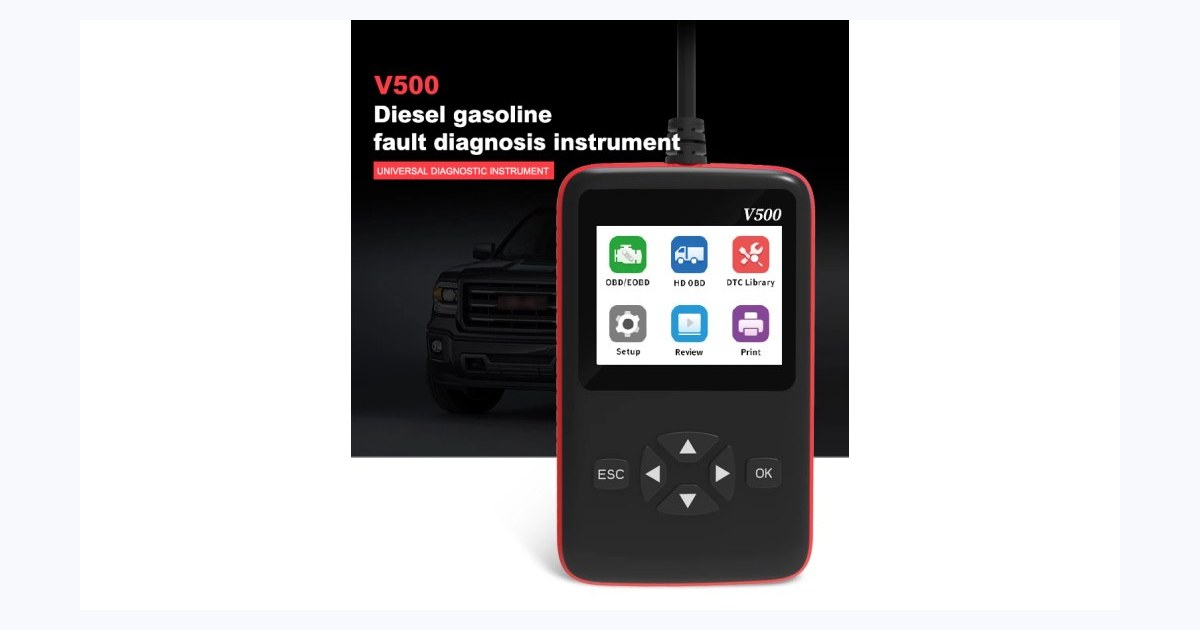 V500
Diesel gasoline
fault diagnosis instrument
UNIVERSAL DIAGNOSTIC INSTRUMENT
V500
OBD/EOBD HD OBD DTC Library
Setup Review Print
ESC OK